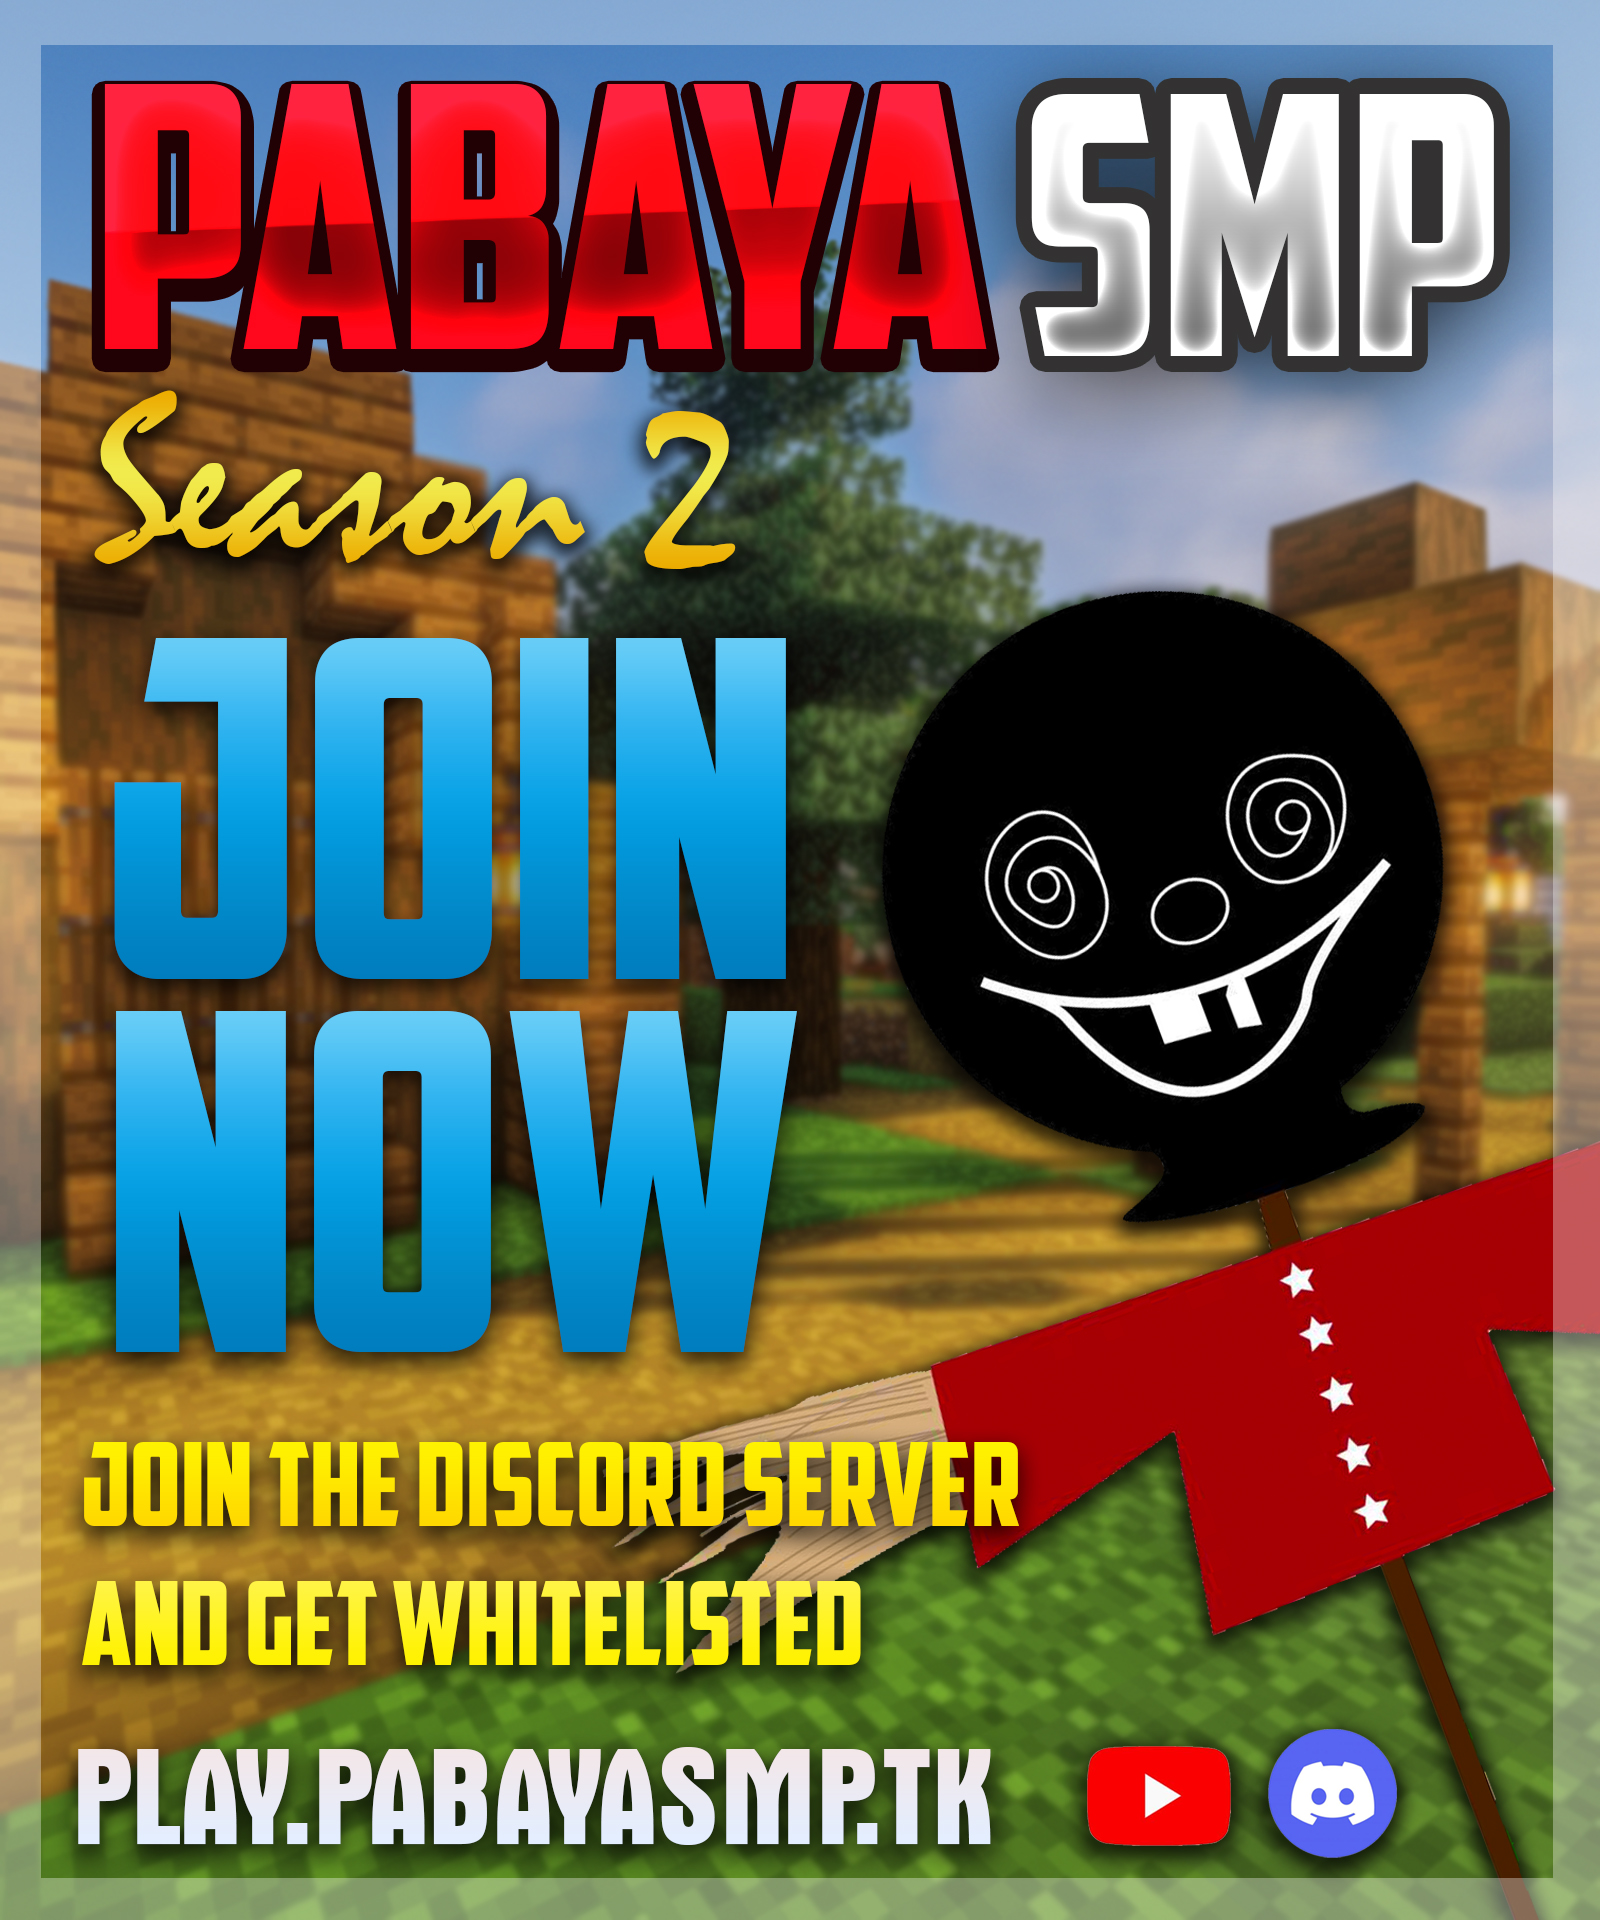 PABAYA SMP
Season 2
JOIN
NOW
JOIN THE DISCORD SERVER
AND GET WHITELISTED
PLAY.PABAYASMP.TK